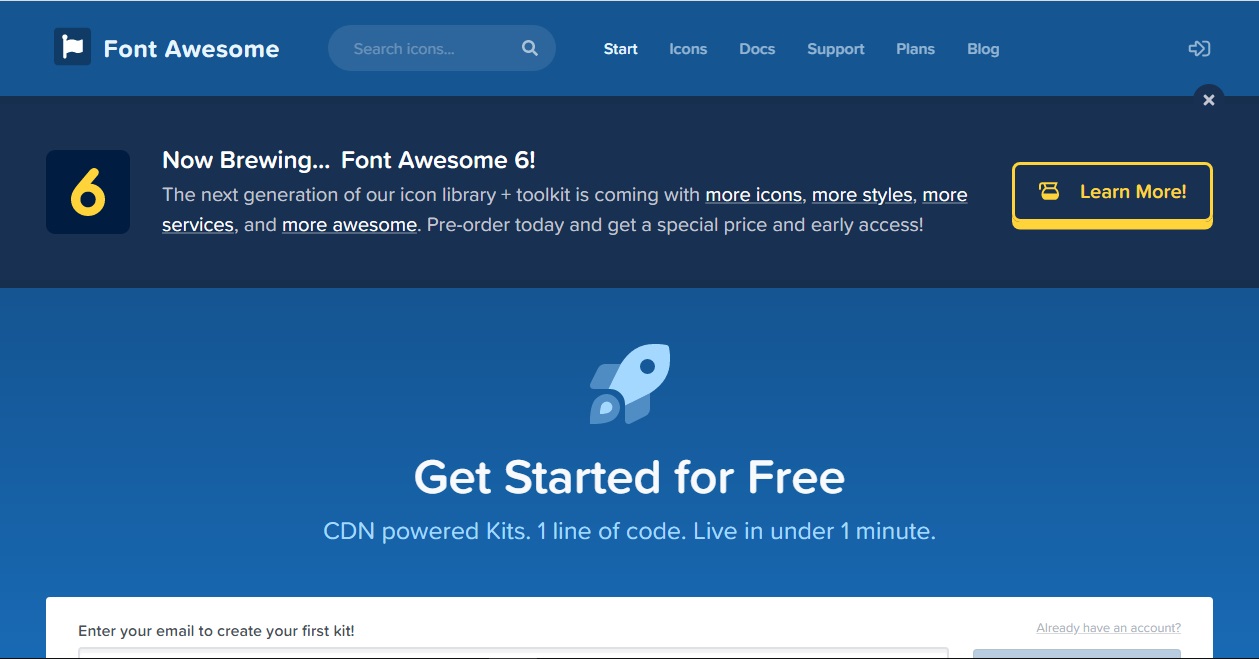 Font Awesome
Search icons...
Start Icons Docs Support Plans Blog
6
Now Brewing... Font Awesome 6!
The next generation of our icon library + toolkit is coming with more icons, more styles, more
services, and more awesome. Pre-order today and get a special price and early access!
Learn More!
Get Started for Free
CDN powered Kits. 1 line of code. Live in under 1 minute.
Enter your email to create your first kit!
Already have an account?